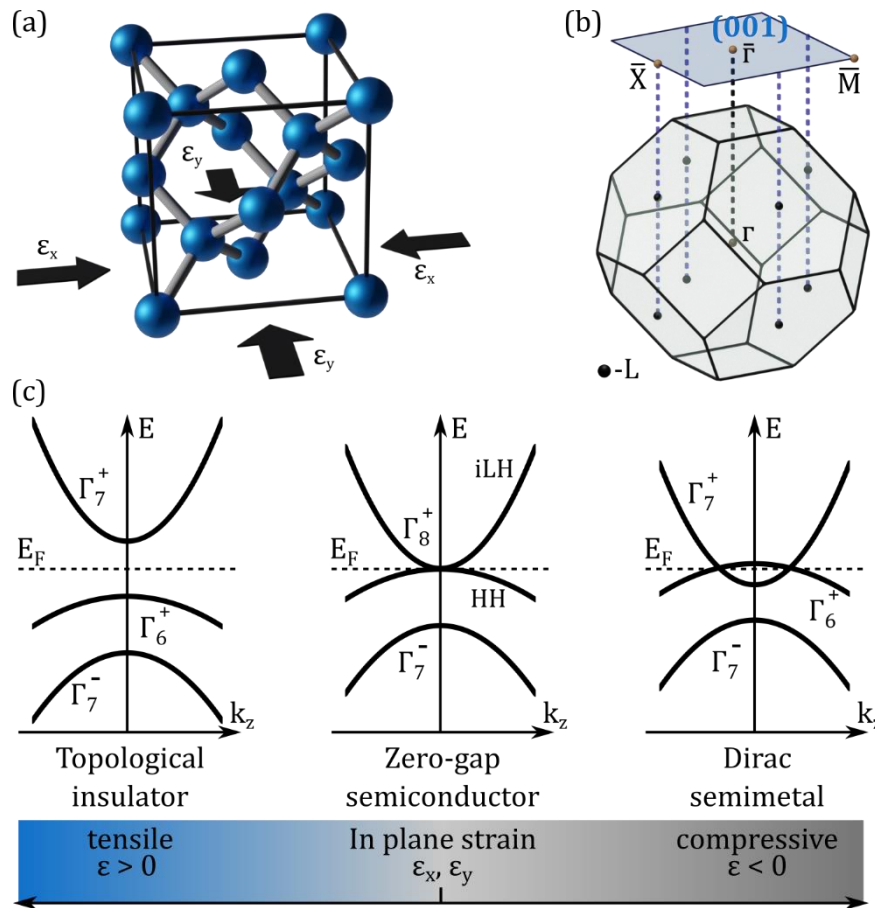 (a)
εy
εx
εx
εy
(b)
(001)
X̄
Γ̄
M̄
Γ
●-L
(c)
E
Γ7+
EF
Γ6+
Γ7-
kz
Topological
insulator
E
iLH
Γ8+
EF
HH
Γ7-
kz
Zero-gap
semiconductor
E
Γ7+
EF
Γ6+
Γ7-
kz
Dirac
semimetal
tensile
ε > 0
In plane strain
εx, εy
compressive
ε < 0